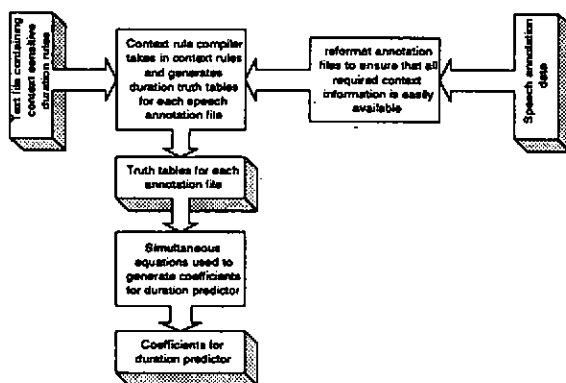 Text file containing
context sensitive
duration rules
Context rule compiler
takes in context rules
and generates
duration truth tables
for each speech
annotation file
reformat annotation
files to ensure that all
required context
information is easily
available
Speech annotation
data
Truth tables for each
annotation file
Simultaneous
equations used to
generate coefficients
for duration predictor
Coefficients for
duration predictor